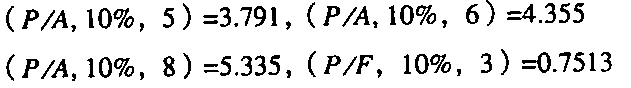 (P/A, 10%, 5)=3.791, (P/A, 10%, 6)=4.355
(P/A, 10%, 8)=5.335, (P/F, 10%, 3)=0.7513